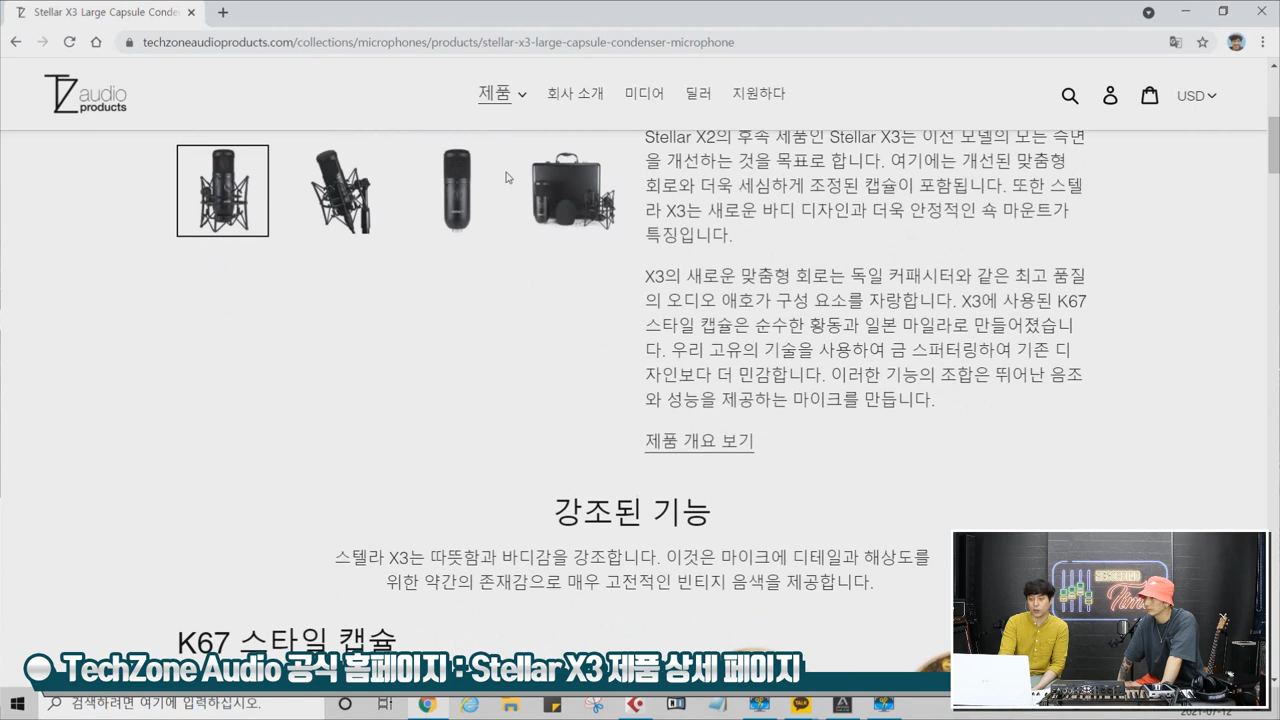 Stellar X3 Large Capsule Conden
techzoneaudioproducts.com/collections/microphones/products/stellar-x3-large-capsule-condenser-microphone
TZ audio products
제품
회사 소개
미디어
딜러
지원하다
USD
Stellar X2의 후속 제품인 Stellar X3는 이전 모델의 모든 측면
을 개선하는 것을 목표로 합니다. 여기에는 개선된 맞춤형
회로와 더욱 세심하게 조정된 캡슐이 포함됩니다. 또한 스텔
라 X3는 새로운 바디 디자인과 더욱 안정적인 쇽 마운트가
특징입니다.
X3의 새로운 맞춤형 회로는 독일 커패시터와 같은 최고 품질
의 오디오 애호가 구성 요소를 자랑합니다. X3에 사용된 K67
스타일 캡슐은 순수한 황동과 일본 마일라로 만들어졌습니
다. 우리 고유의 기술을 사용하여 금 스퍼터링하여 기존 디
자인보다 더 민감합니다. 이러한 기능의 조합은 뛰어난 음조
와 성능을 제공하는 마이크를 만듭니다.
제품 개요 보기
강조된 기능
스텔라 X3는 따뜻함과 바디감을 강조합니다. 이것은 마이크에 디테일과 해상도를
위한 약간의 존재감으로 매우 고전적인 빈티지 음색을 제공합니다.
K67 스타일 캡슐
TechZone Audio 공식 홈페이지 : Stellar X3 제품 상세 페이지
Time
검색하려면 여기에 입력하십시오.
TALK
2021-07-12